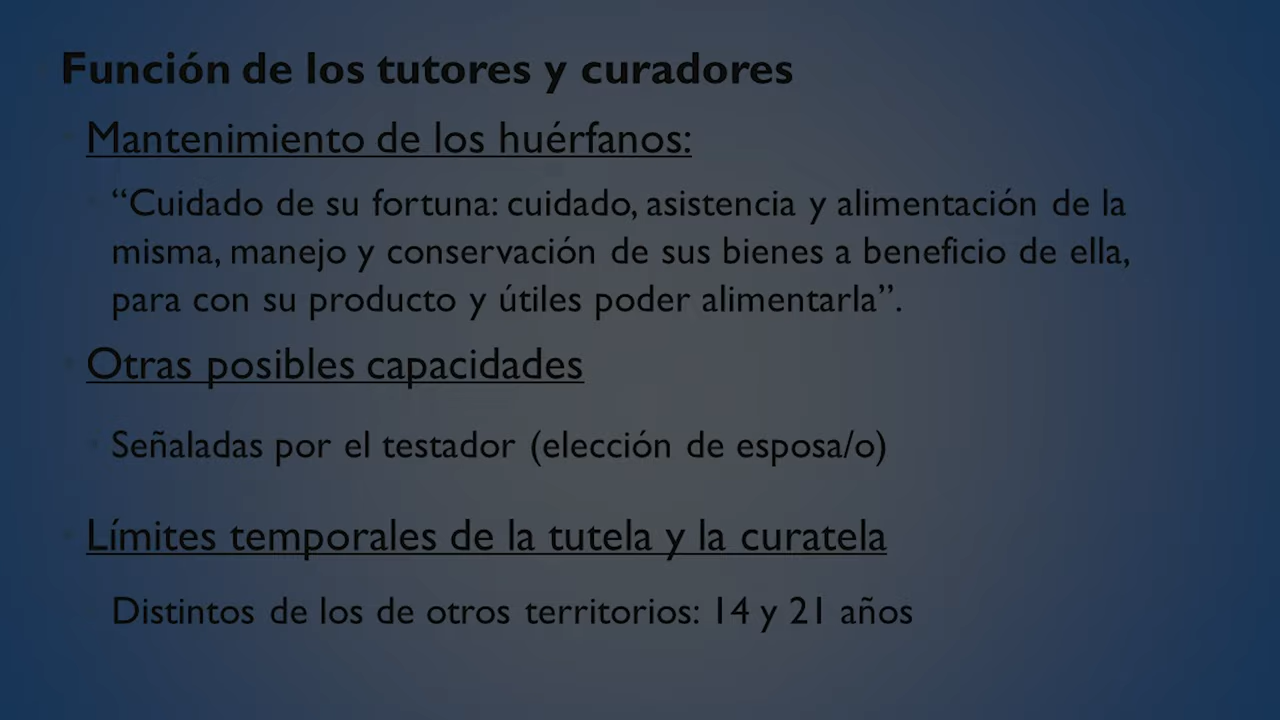 Función de los tutores y curadores
Mantenimiento de los huérfanos:
“Cuidado de su fortuna: cuidado, asistencia y alimentación de la
misma, manejo y conservación de sus bienes a beneficio de ella,
para con su producto y útiles poder alimentarla”.
Otras posibles capacidades
Señaladas por el testador (elección de esposa/o)
Límites temporales de la tutela y la curatela
Distintos de los de otros territorios: 14 y 21 años